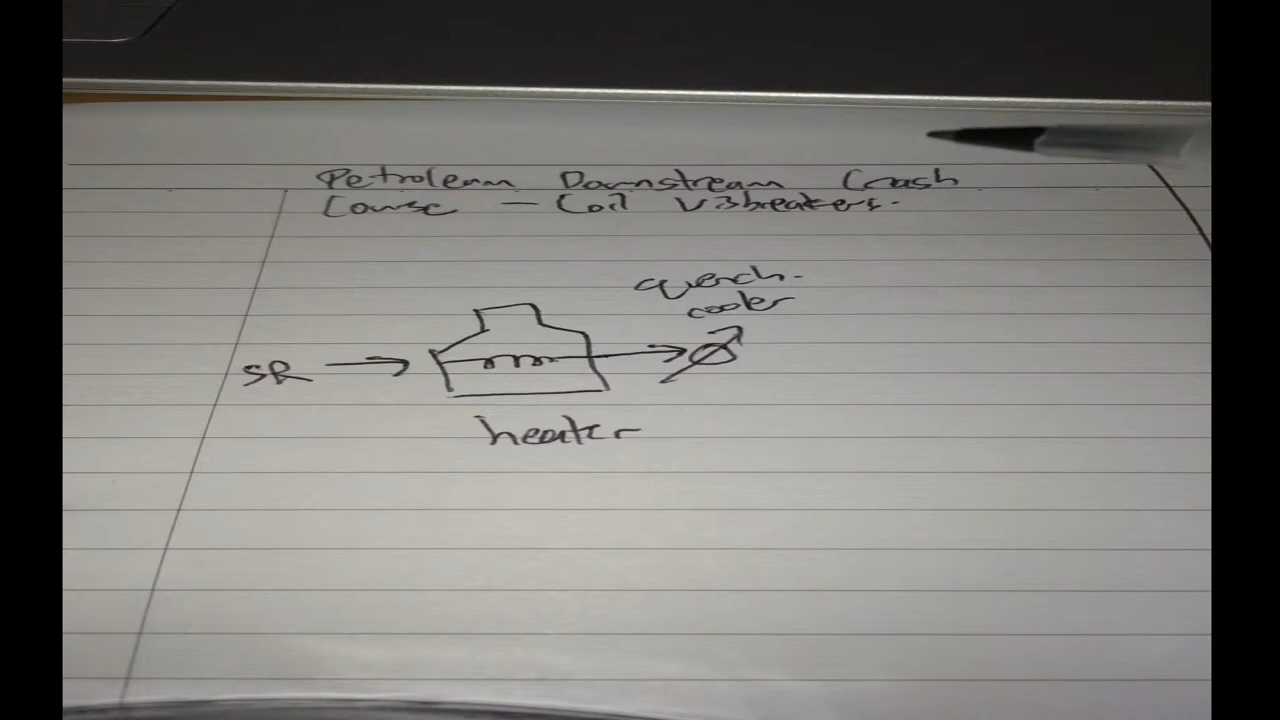 Petroleum Downstream Crash
Course - Coil Visbreakers.
quench.
cooler
SR
heater